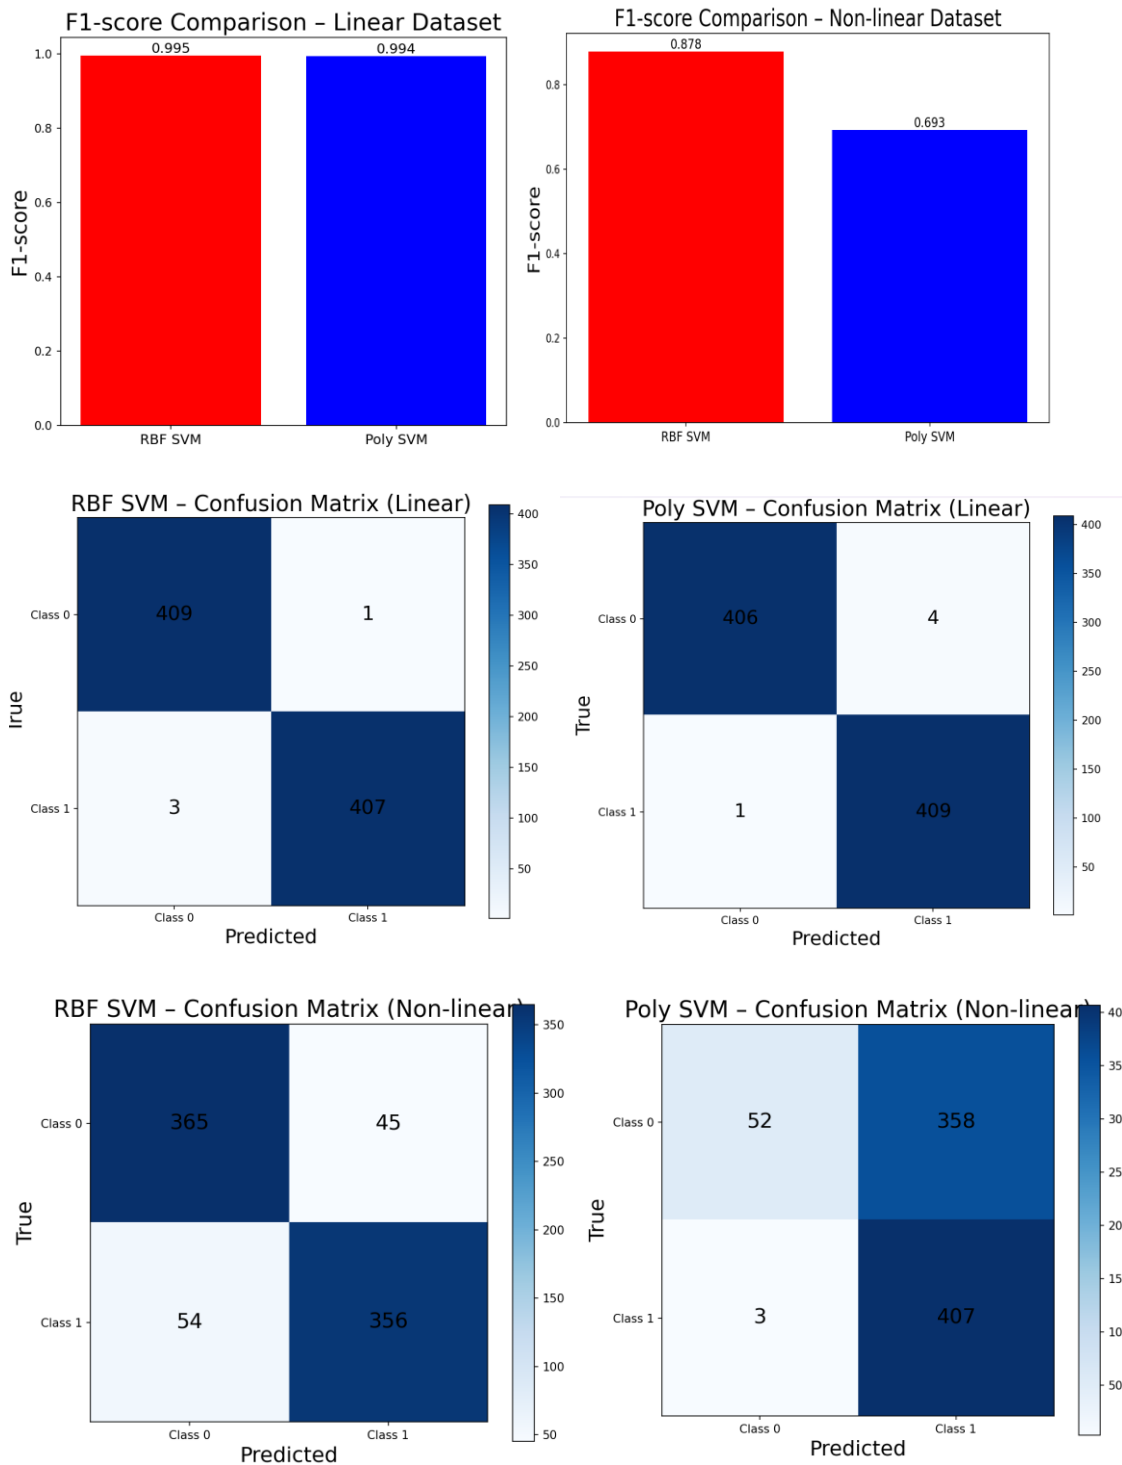 F1-score Comparison – Linear Dataset
0.995
0.994
1.0
0.8
0.6
0.4
0.2
0.0
F1-score
RBF SVM
Poly SVM
F1-score Comparison – Non-linear Dataset
0.878
0.693
0.8
0.6
0.4
0.2
0.0
F1-score
RBF SVM
Poly SVM
RBF SVM – Confusion Matrix (Linear)
True
Class 0
409
1
Class 1
3
407
Class 0
Class 1
Predicted
400
350
300
250
200
150
100
50
Poly SVM – Confusion Matrix (Linear)
True
Class 0
406
4
Class 1
1
409
Class 0
Class 1
Predicted
400
350
300
250
200
150
100
50
RBF SVM – Confusion Matrix (Non-linear)
True
Class 0
365
45
Class 1
54
356
Class 0
Class 1
Predicted
350
300
250
200
150
100
50
Poly SVM – Confusion Matrix (Non-linear)
True
Class 0
52
358
Class 1
3
407
Class 0
Class 1
Predicted
40
35
30
25
20
15
10
50